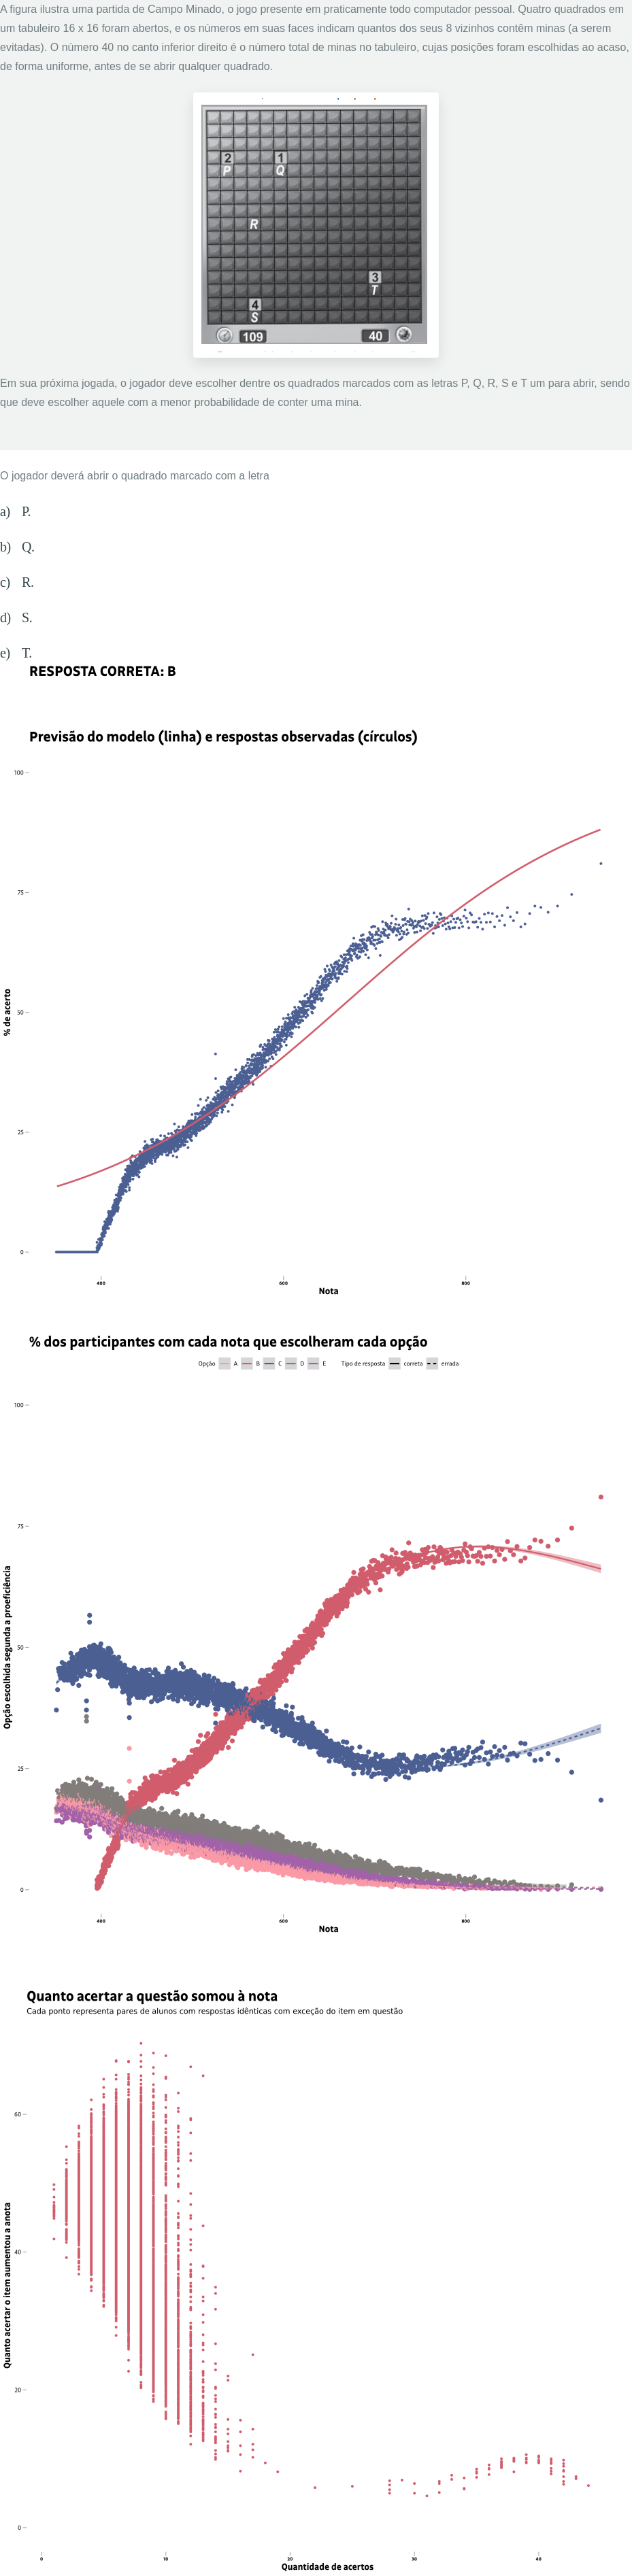 A figura ilustra uma partida de Campo Minado, o jogo presente em praticamente todo computador pessoal. Quatro quadrados em
um tabuleiro 16 x 16 foram abertos, e os números em suas faces indicam quantos dos seus 8 vizinhos contêm minas (a serem
evitadas). O número 40 no canto inferior direito é o número total de minas no tabuleiro, cujas posições foram escolhidas ao acaso,
de forma uniforme, antes de se abrir qualquer quadrado.
2 1
P Q
R
3
T
4
S
109 40
Em sua próxima jogada, o jogador deve escolher dentre os quadrados marcados com as letras P, Q, R, S e T um para abrir, sendo
que deve escolher aquele com a menor probabilidade de conter uma mina.
O jogador deverá abrir o quadrado marcado com a letra
a) P.
b) Q.
c) R.
d) S.
e) T.
RESPOSTA CORRETA: B
Previsão do modelo (linha) e respostas observadas (círculos)
100
75
50
25
0
% de acerto
400 600 800
Nota
% dos participantes com cada nota que escolheram cada opção
Opção A B C D E Tipo de resposta correta errada
100
75
50
25
0
Opção escolhida segundo a proeficiência
400 600 800
Nota
Quanto acertar a questão somou à nota
Cada ponto representa pares de alunos com respostas idênticas com exceção do item em questão
60
40
20
0
Quanto acertar o item aumentou a anota
0 10 20 30 40
Quantidade de acertos